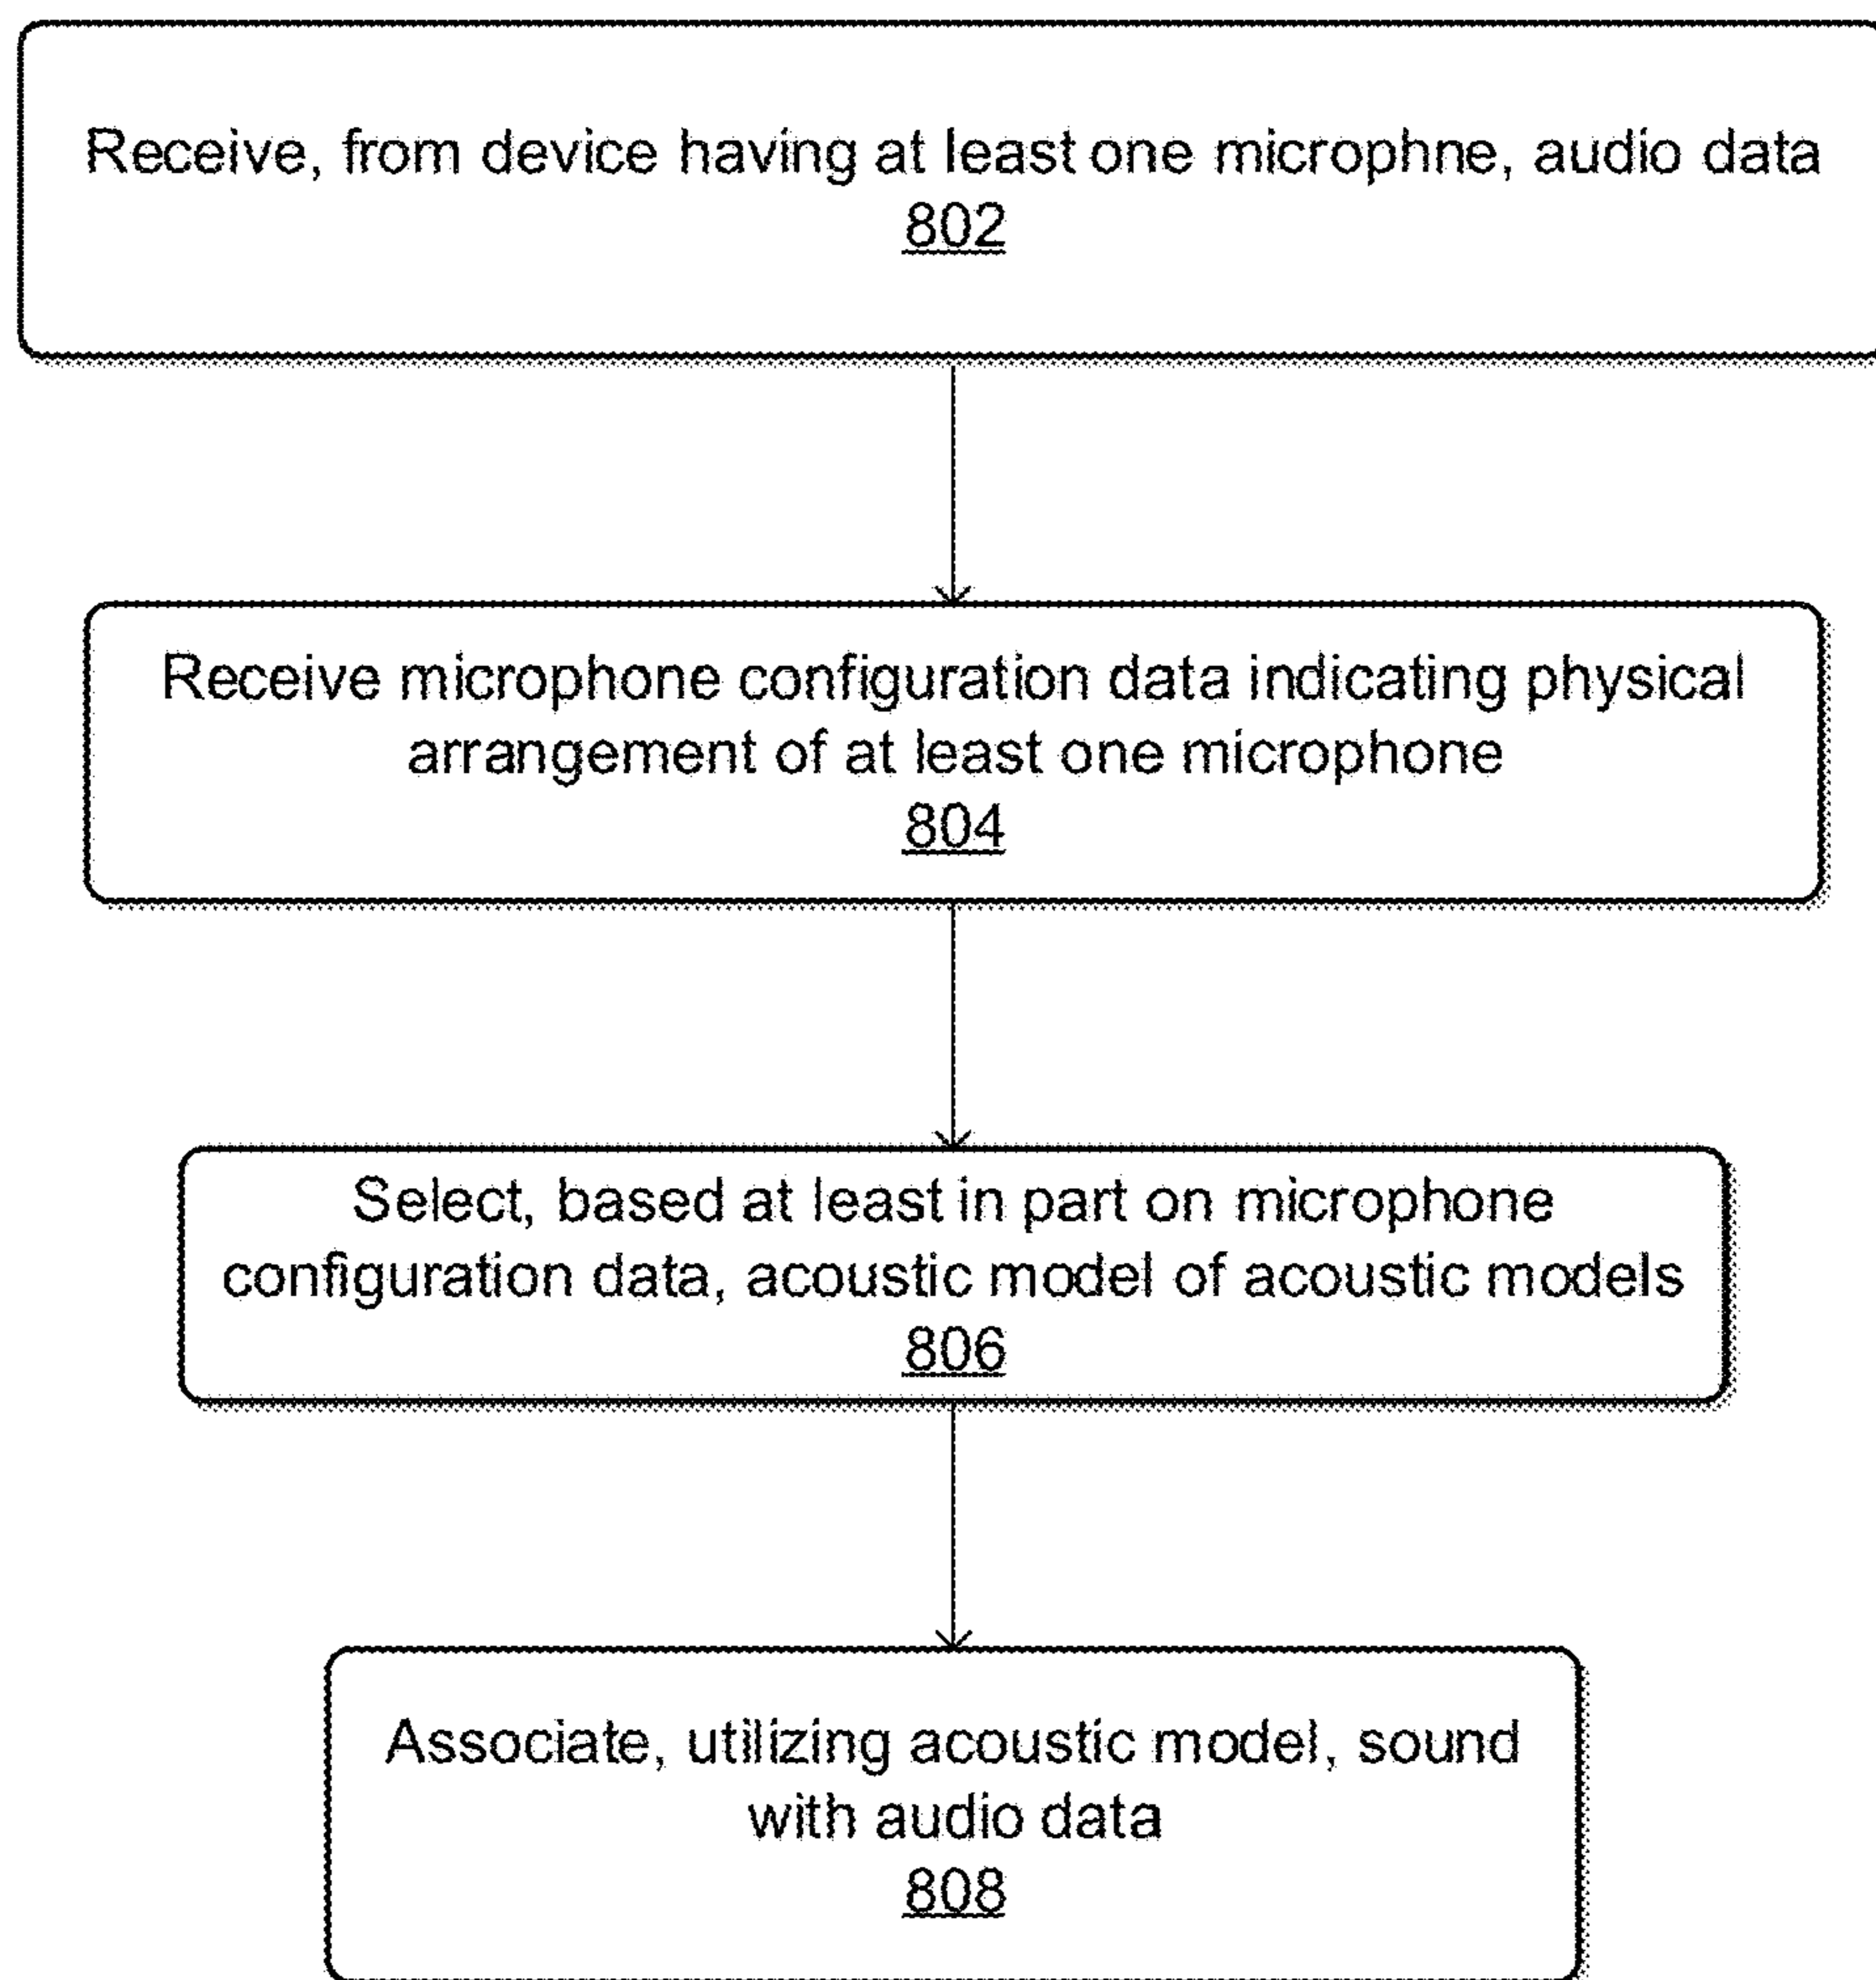 Receive, from device having at least one microphne, audio data
802
Receive microphone configuration data indicating physical
arrangement of at least one microphone
804
Select, based at least in part on microphone
configuration data, acoustic model of acoustic models
806
Associate, utilizing acoustic model, sound
with audio data
808